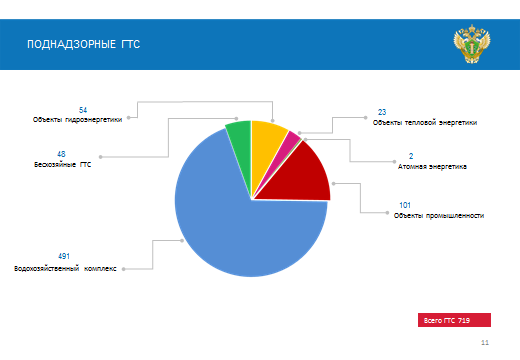 ПОДНАДЗОРНЫЕ ГТС
54
Объекты гидроэнергетики
23
Объекты тепловой энергетики
48
Бесхозяйные ГТС
2
Атомная энергетика
101
Объекты промышленности
491
Водохозяйственный комплекс
Всего ГТС 719
11